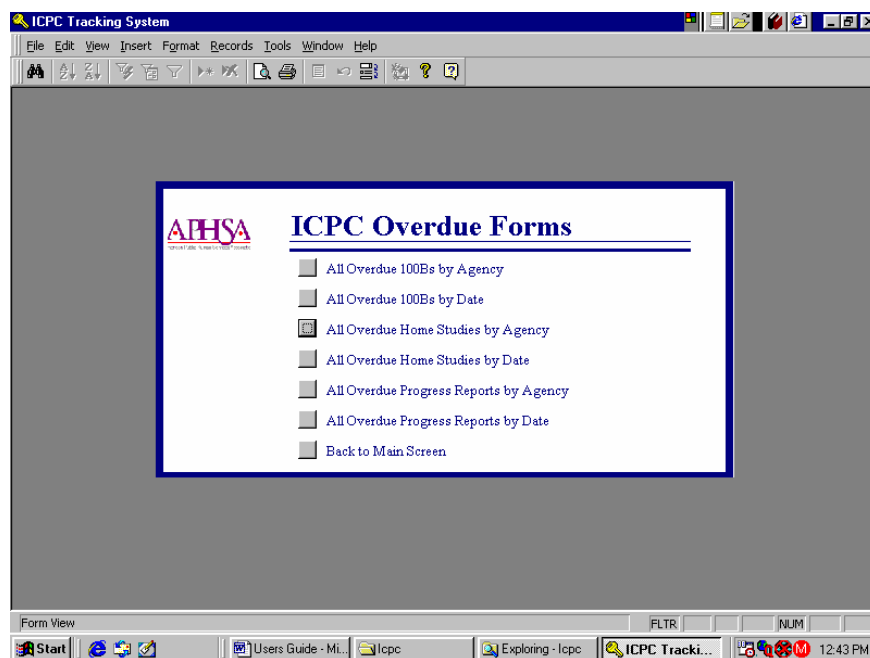 ICPC Tracking System
File Edit View Insert Format Records Tools Window Help
APHSA
ICPC Overdue Forms
All Overdue 100Bs by Agency
All Overdue 100Bs by Date
All Overdue Home Studies by Agency
All Overdue Home Studies by Date
All Overdue Progress Reports by Agency
All Overdue Progress Reports by Date
Back to Main Screen
Form View FLTR NUM
Start Users Guide - Mi... Icpc Exploring - Icpc ICPC Tracki... M 12:43 PM